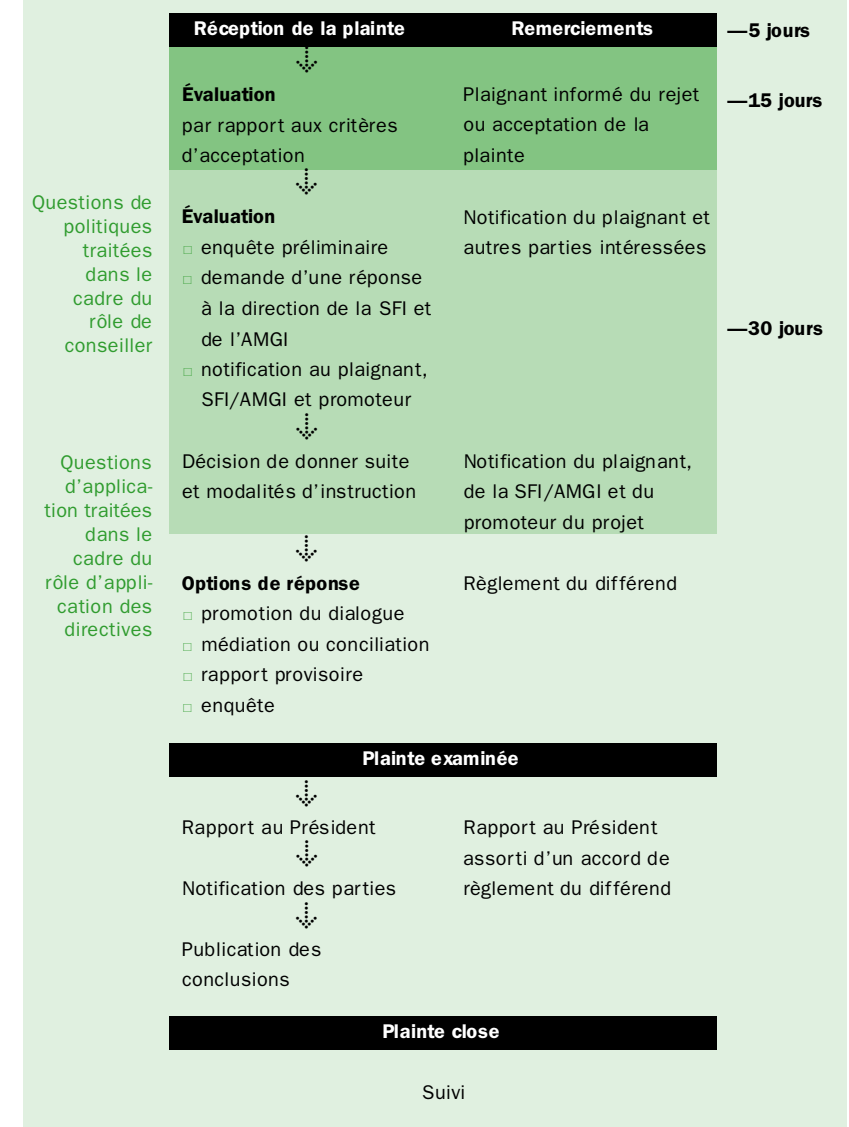 Réception de la plainte
Remerciements
—5 jours
Évaluation
par rapport aux critères
d’acceptation
Plaignant informé du rejet
ou acceptation de la
plainte
—15 jours
Questions de
politiques
traitées
dans le
cadre du
rôle de
conseiller
Évaluation
□ enquête préliminaire
□ demande d’une réponse
à la direction de la SFI et
de l’AMGI
□ notification au plaignant,
SFI/AMGI et promoteur
Notification du plaignant et
autres parties intéressées
—30 jours
Questions
d’applica-
tion traitées
dans le
cadre du
rôle d’appli-
cation des
directives
Décision de donner suite
et modalités d’instruction
Notification du plaignant,
de la SFI/AMGI et du
promoteur du projet
Options de réponse
□ promotion du dialogue
□ médiation ou conciliation
□ rapport provisoire
□ enquête
Règlement du différend
Plainte examinée
Rapport au Président
Notification des parties
Publication des
conclusions
Rapport au Président
assorti d’un accord de
règlement du différend
Plainte close
Suivi